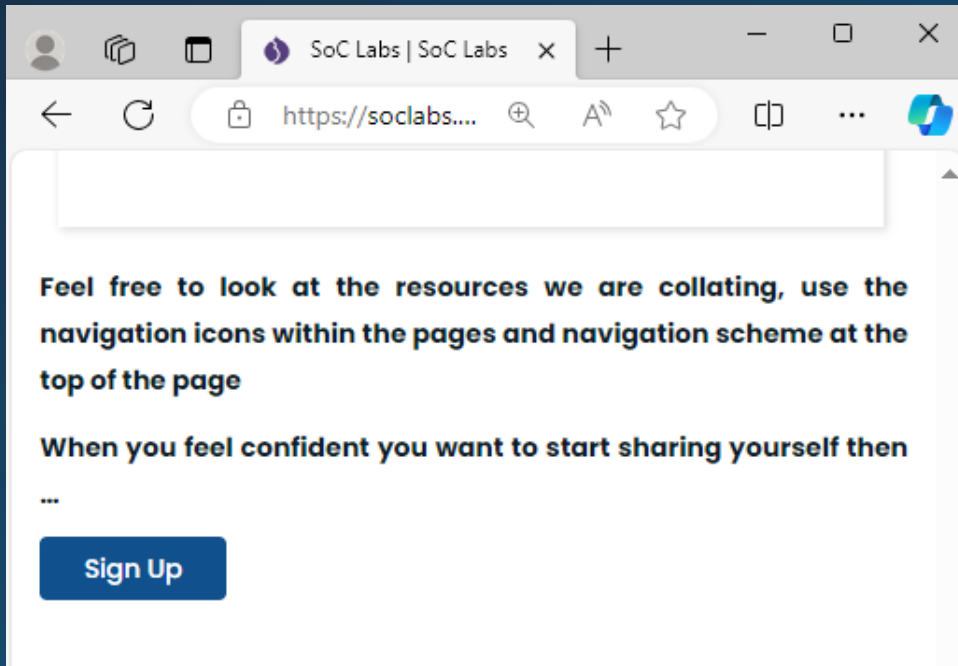 SoC Labs | SoC Labs
https://soclabs....
Feel free to look at the resources we are collating, use the
navigation icons within the pages and navigation scheme at the
top of the page
When you feel confident you want to start sharing yourself then
...
Sign Up